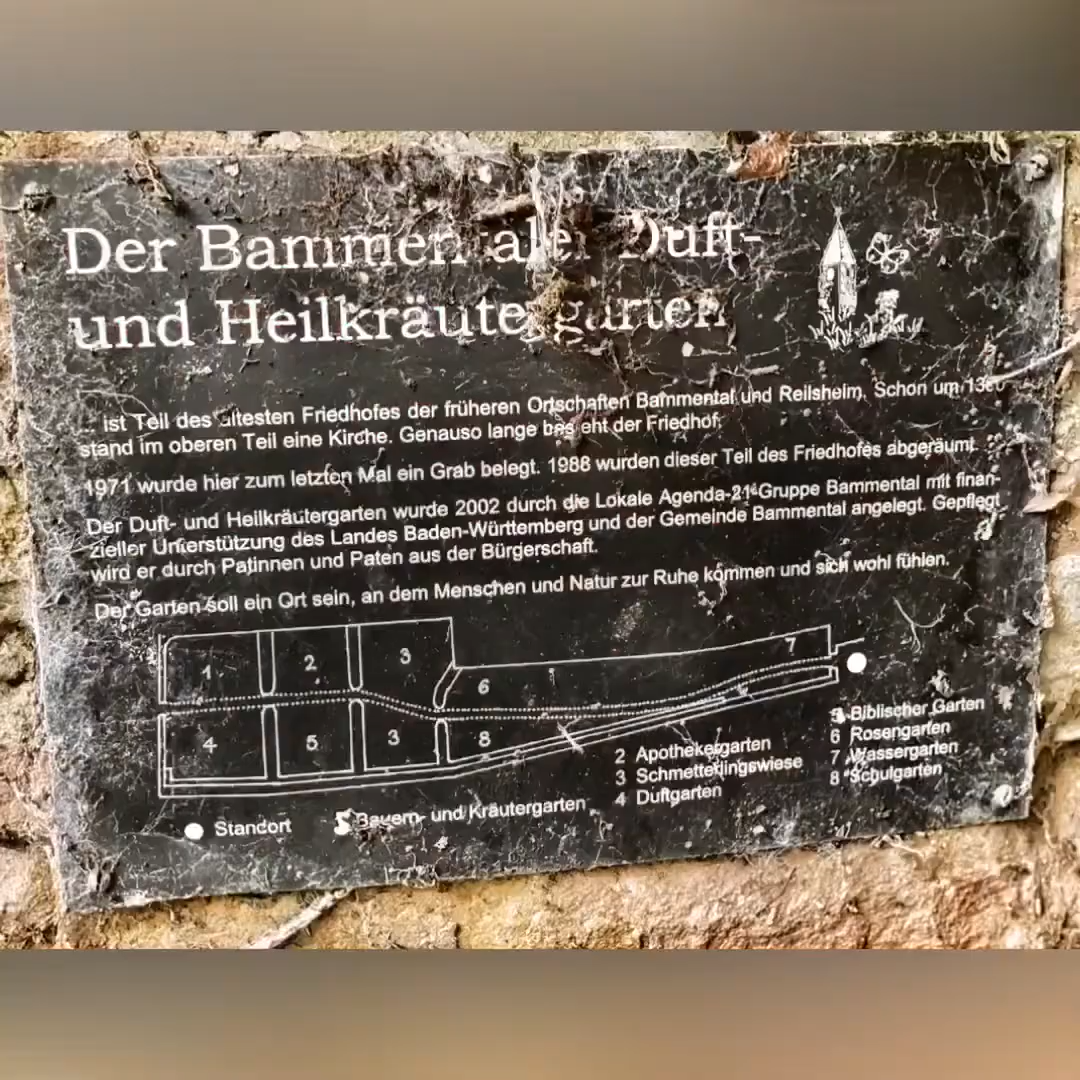 Der Bammentaler Duft-
und Heilkräutergarten
ist Teil des ältesten Friedhofes der früheren Ortschaften Bammental und Reilsheim. Schon um
stand im oberen Teil eine Kirche. Genauso lange besteht der Friedhof.
1971 wurde hier zum letzten Mal ein Grab belegt. 1988 wurden dieser Teil des Friedhofes abgeräumt.
Der Duft- und Heilkräutergarten wurde 2002 durch die Lokale Agenda-21-Gruppe Bammental mit finan-
zieller Unterstützung des Landes Baden-Württemberg und der Gemeinde Bammental angelegt. Gepflegt
wird er durch Patinnen und Paten aus der Bürgerschaft.
Der Garten soll ein Ort sein, an dem Menschen und Natur zur Ruhe kommen und sich wohl fühlen.
1 2 3 6 7
4 5 3 8
Standort
Bauern- und Kräutergarten
2 Apothekergarten
3 Schmetterlingswiese
4 Duftgarten
5 Biblischer Garten
6 Rosengarten
7 Wassergarten
8 Schulgarten